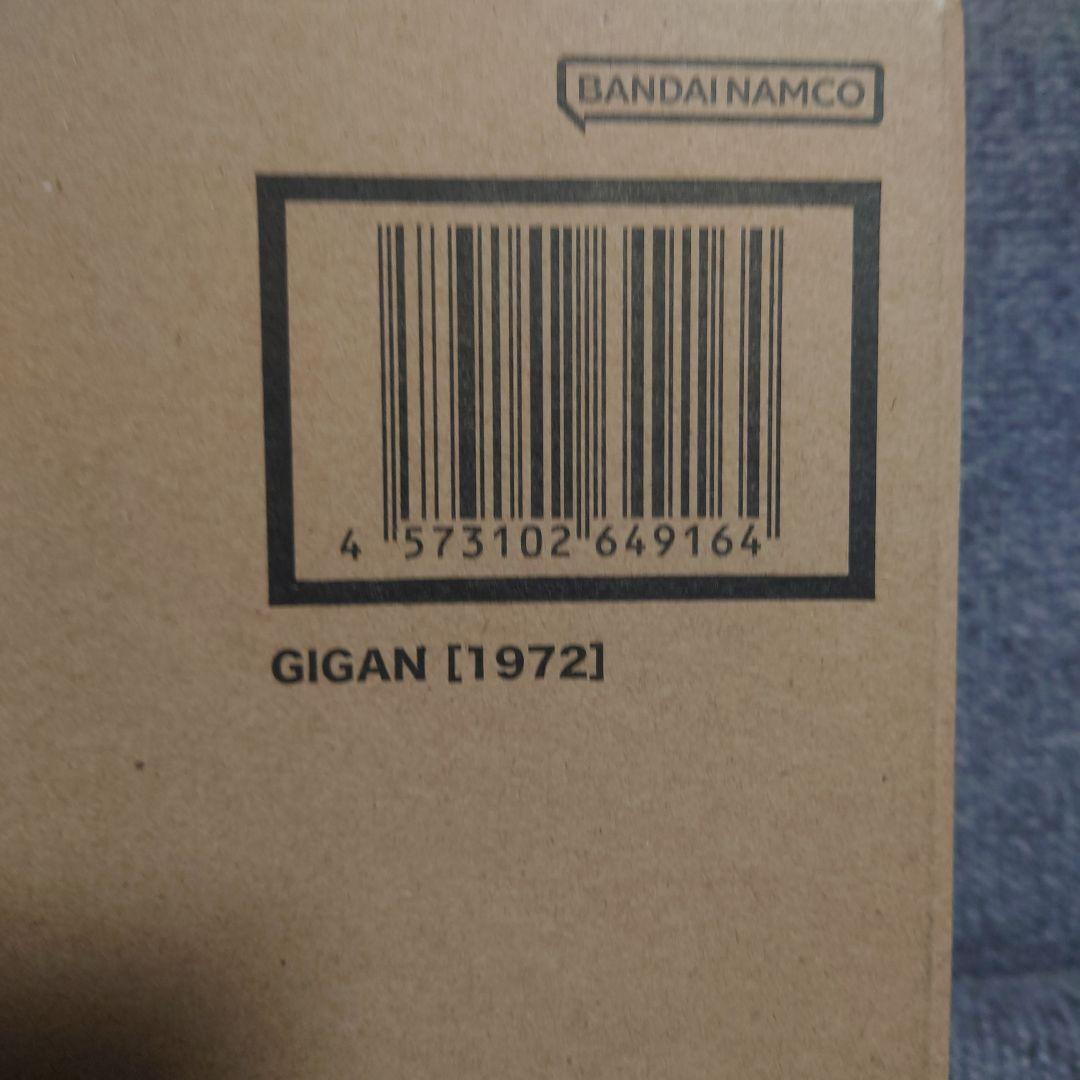 BANDAI NAMCO
4 573102 649164
GIGAN [1972]